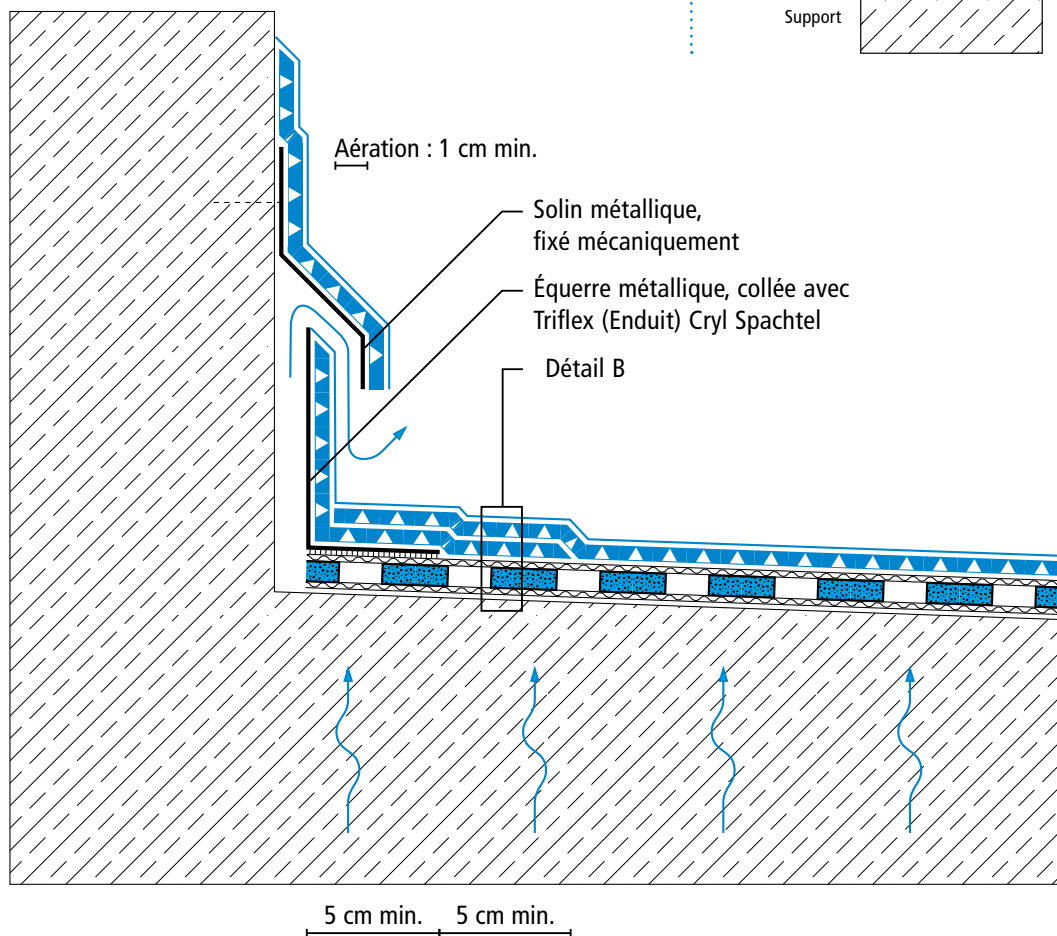 Support
Aération : 1 cm min.
Solin métallique,
fixé mécaniquement
Équerre métallique, collée avec
Triflex (Enduit) Cryl Spachtel
Détail B
5 cm min. 5 cm min.